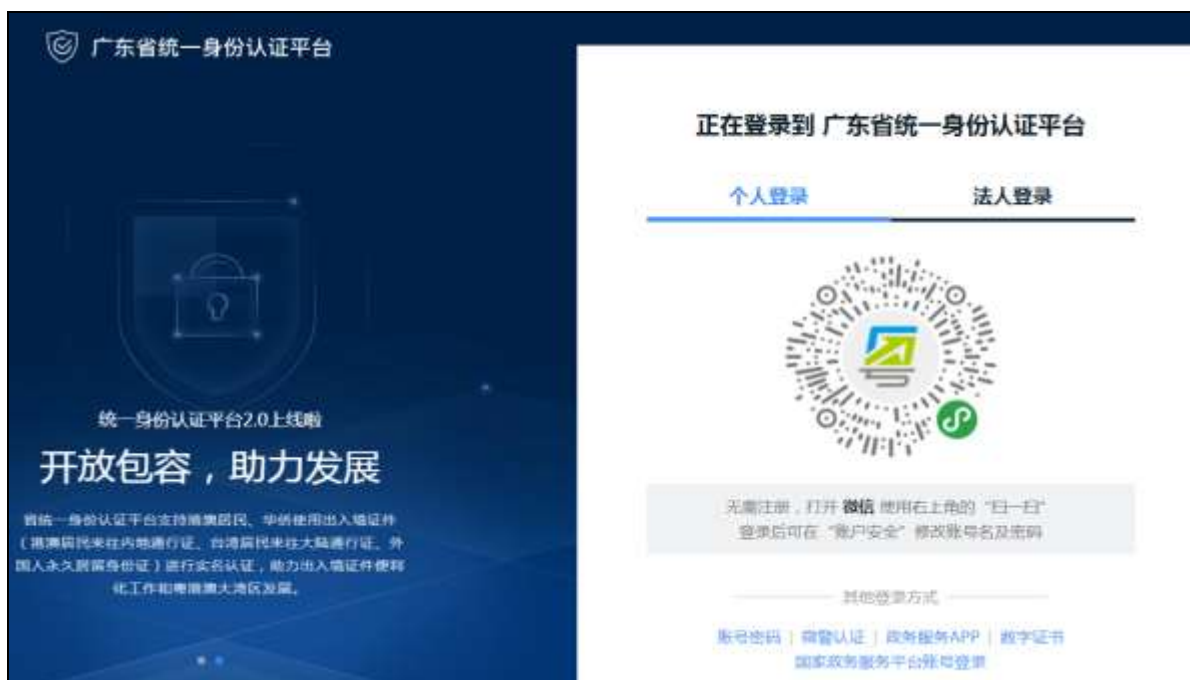 广东省统一身份认证平台
统一身份认证平台2.0上线啦
开放包容，助力发展
省统一身份认证平台支持港澳居民、华侨使用出入境证件
（港澳居民来往内地通行证、台湾居民来往大陆通行证、外
国人永久居留身份证）进行实名认证，助力出入境证件便利
化工作和粤港澳大湾区发展。
正在登录到 广东省统一身份认证平台
个人登录 法人登录
无需注册，打开 微信 使用右上角的 “扫一扫”
登录后可在 “账户安全” 修改账号名及密码
其他登录方式
账号密码 | 微警认证 | 政务服务APP | 数字证书
国家政务服务平台账号登录